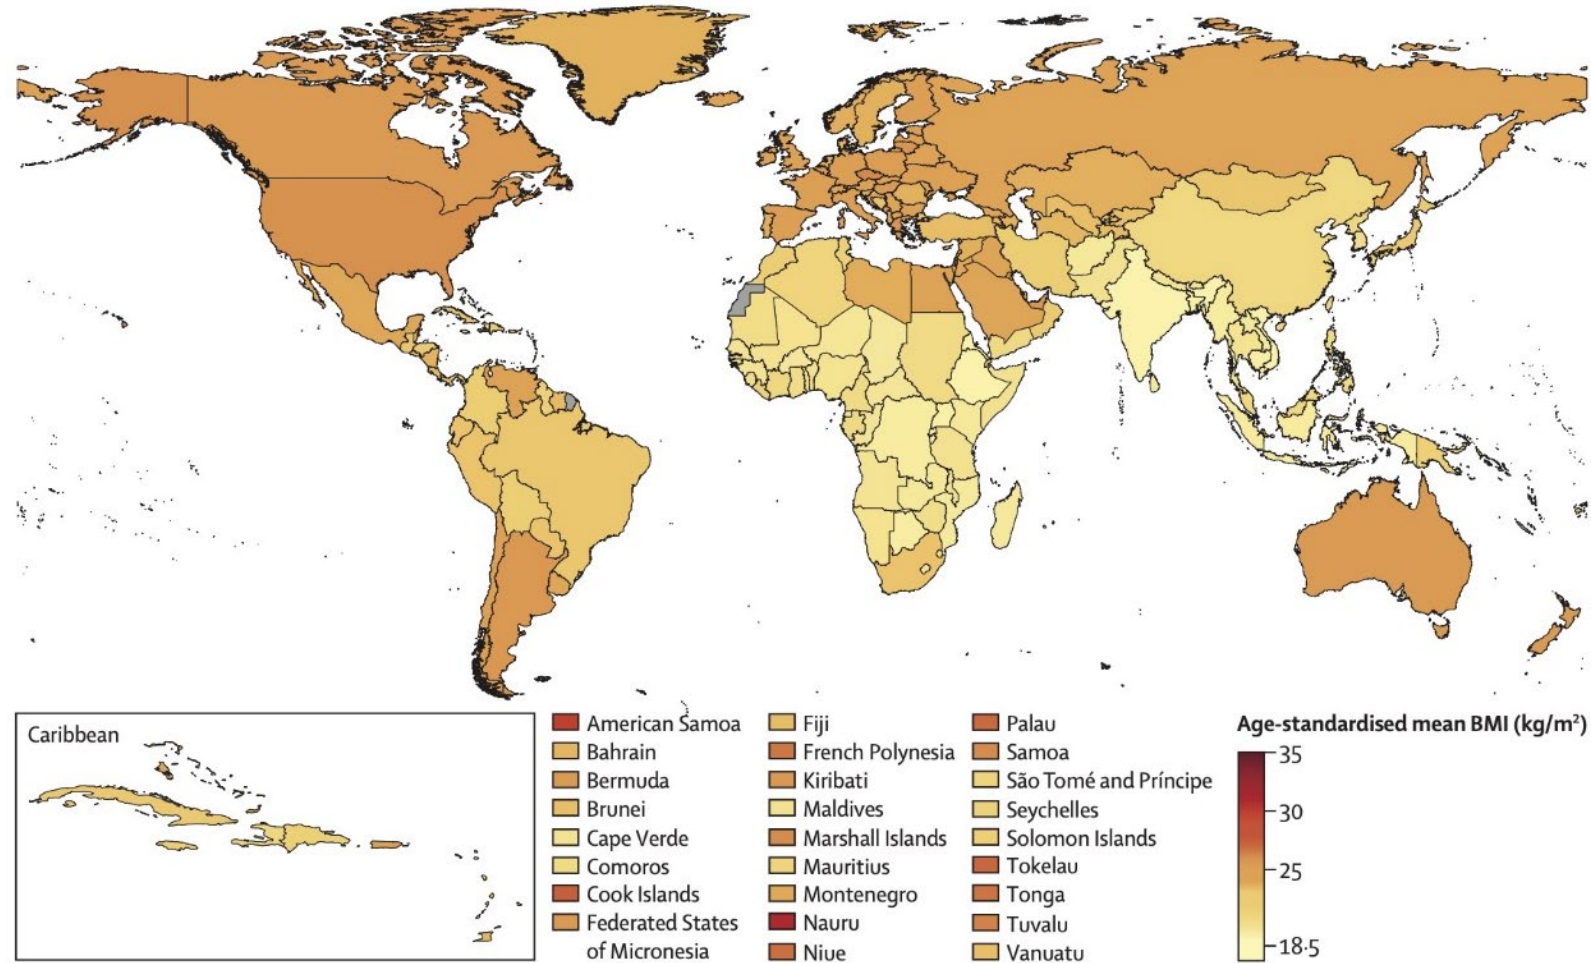 Caribbean
American Samoa
Bahrain
Bermuda
Brunei
Cape Verde
Comoros
Cook Islands
Federated States
of Micronesia
Fiji
French Polynesia
Kiribati
Maldives
Marshall Islands
Mauritius
Montenegro
Nauru
Niue
Palau
Samoa
São Tomé and Príncipe
Seychelles
Solomon Islands
Tokelau
Tonga
Tuvalu
Vanuatu
Age-standardised mean BMI (kg/m²)
35
30
25
18·5